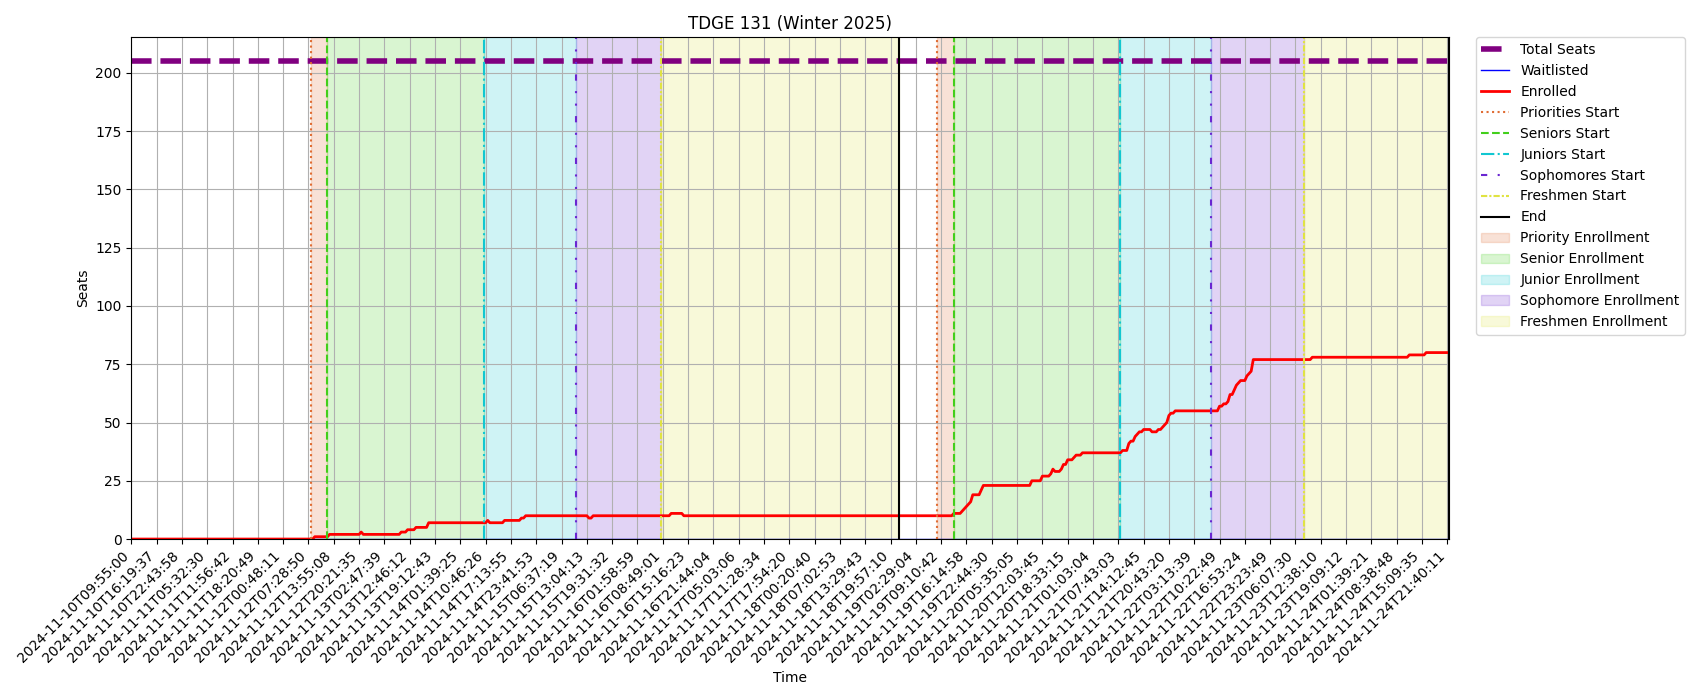 TDGE 131 (Winter 2025)
Seats
200
175
150
125
100
75
50
25
0
2024-11-10T09:55:00
2024-11-10T16:19:37
2024-11-10T22:43:58
2024-11-11T05:32:30
2024-11-11T11:56:42
2024-11-11T18:20:49
2024-11-12T00:48:11
2024-11-12T07:28:50
2024-11-12T13:55:08
2024-11-12T20:21:35
2024-11-13T02:47:39
2024-11-13T12:46:12
2024-11-13T19:12:43
2024-11-14T01:39:25
2024-11-14T10:46:26
2024-11-14T17:13:55
2024-11-14T23:41:53
2024-11-15T06:37:19
2024-11-15T13:04:13
2024-11-15T19:31:32
2024-11-16T01:58:59
2024-11-16T08:49:01
2024-11-16T15:16:23
2024-11-16T21:44:04
2024-11-17T05:03:06
2024-11-17T11:28:34
2024-11-17T17:54:20
2024-11-18T00:20:40
2024-11-18T07:02:53
2024-11-18T13:29:43
2024-11-18T19:57:10
2024-11-19T02:29:04
2024-11-19T09:10:42
2024-11-19T16:14:58
2024-11-19T22:44:30
2024-11-20T05:35:05
2024-11-20T12:03:45
2024-11-20T18:33:15
2024-11-21T01:03:04
2024-11-21T07:43:03
2024-11-21T14:12:45
2024-11-21T20:43:20
2024-11-22T03:13:39
2024-11-22T10:22:49
2024-11-22T16:53:24
2024-11-22T23:23:49
2024-11-23T06:07:30
2024-11-23T12:38:10
2024-11-23T19:09:12
2024-11-24T01:39:21
2024-11-24T08:38:48
2024-11-24T15:09:35
2024-11-24T21:40:11
Time
Total Seats
Waitlisted
Enrolled
Priorities Start
Seniors Start
Juniors Start
Sophomores Start
Freshmen Start
End
Priority Enrollment
Senior Enrollment
Junior Enrollment
Sophomore Enrollment
Freshmen Enrollment